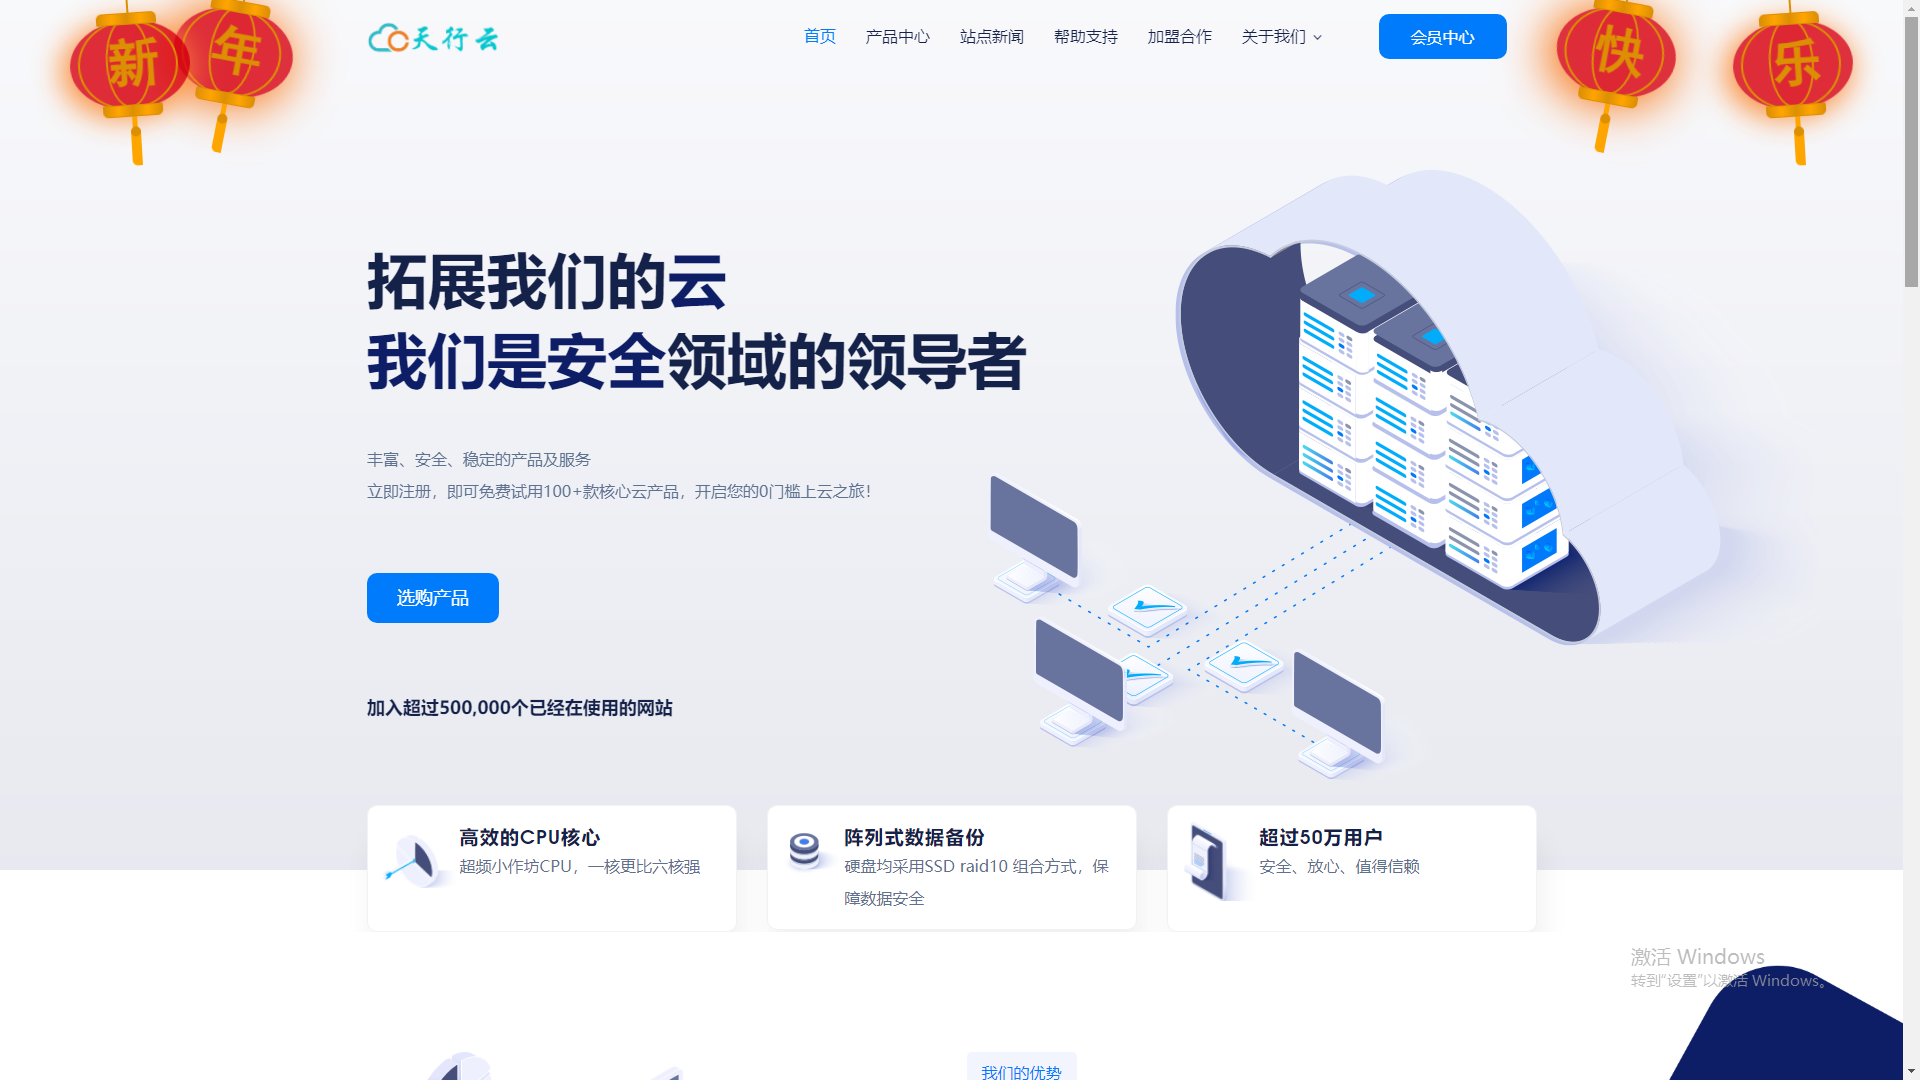 新
年
快
乐
天行云
首页
产品中心
站点新闻
帮助支持
加盟合作
关于我们
会员中心
拓展我们的云
我们是安全领域的领导者
丰富、安全、稳定的产品及服务
立即注册，即可免费试用100+款核心云产品，开启您的0门槛上云之旅！
选购产品
加入超过500,000个已经在使用的网站
高效的CPU核心
超频小作坊CPU，一核更比六核强
阵列式数据备份
硬盘均采用SSD raid10 组合方式，保
障数据安全
超过50万用户
安全、放心、值得信赖
激活 Windows
转到“设置”以激活 Windows。
我们的优势